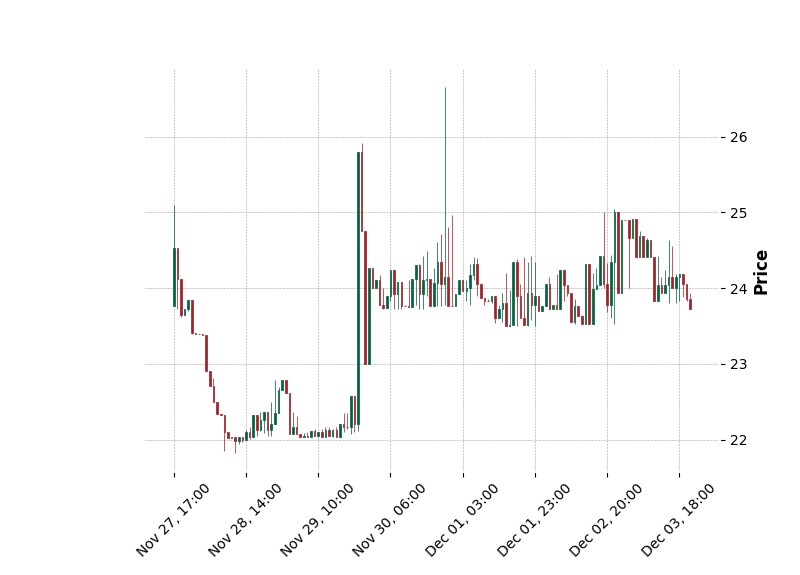 26
25
24
23
22
Price
Nov 27, 17:00
Nov 28, 14:00
Nov 29, 10:00
Nov 30, 06:00
Dec 01, 03:00
Dec 01, 23:00
Dec 02, 20:00
Dec 03, 18:00